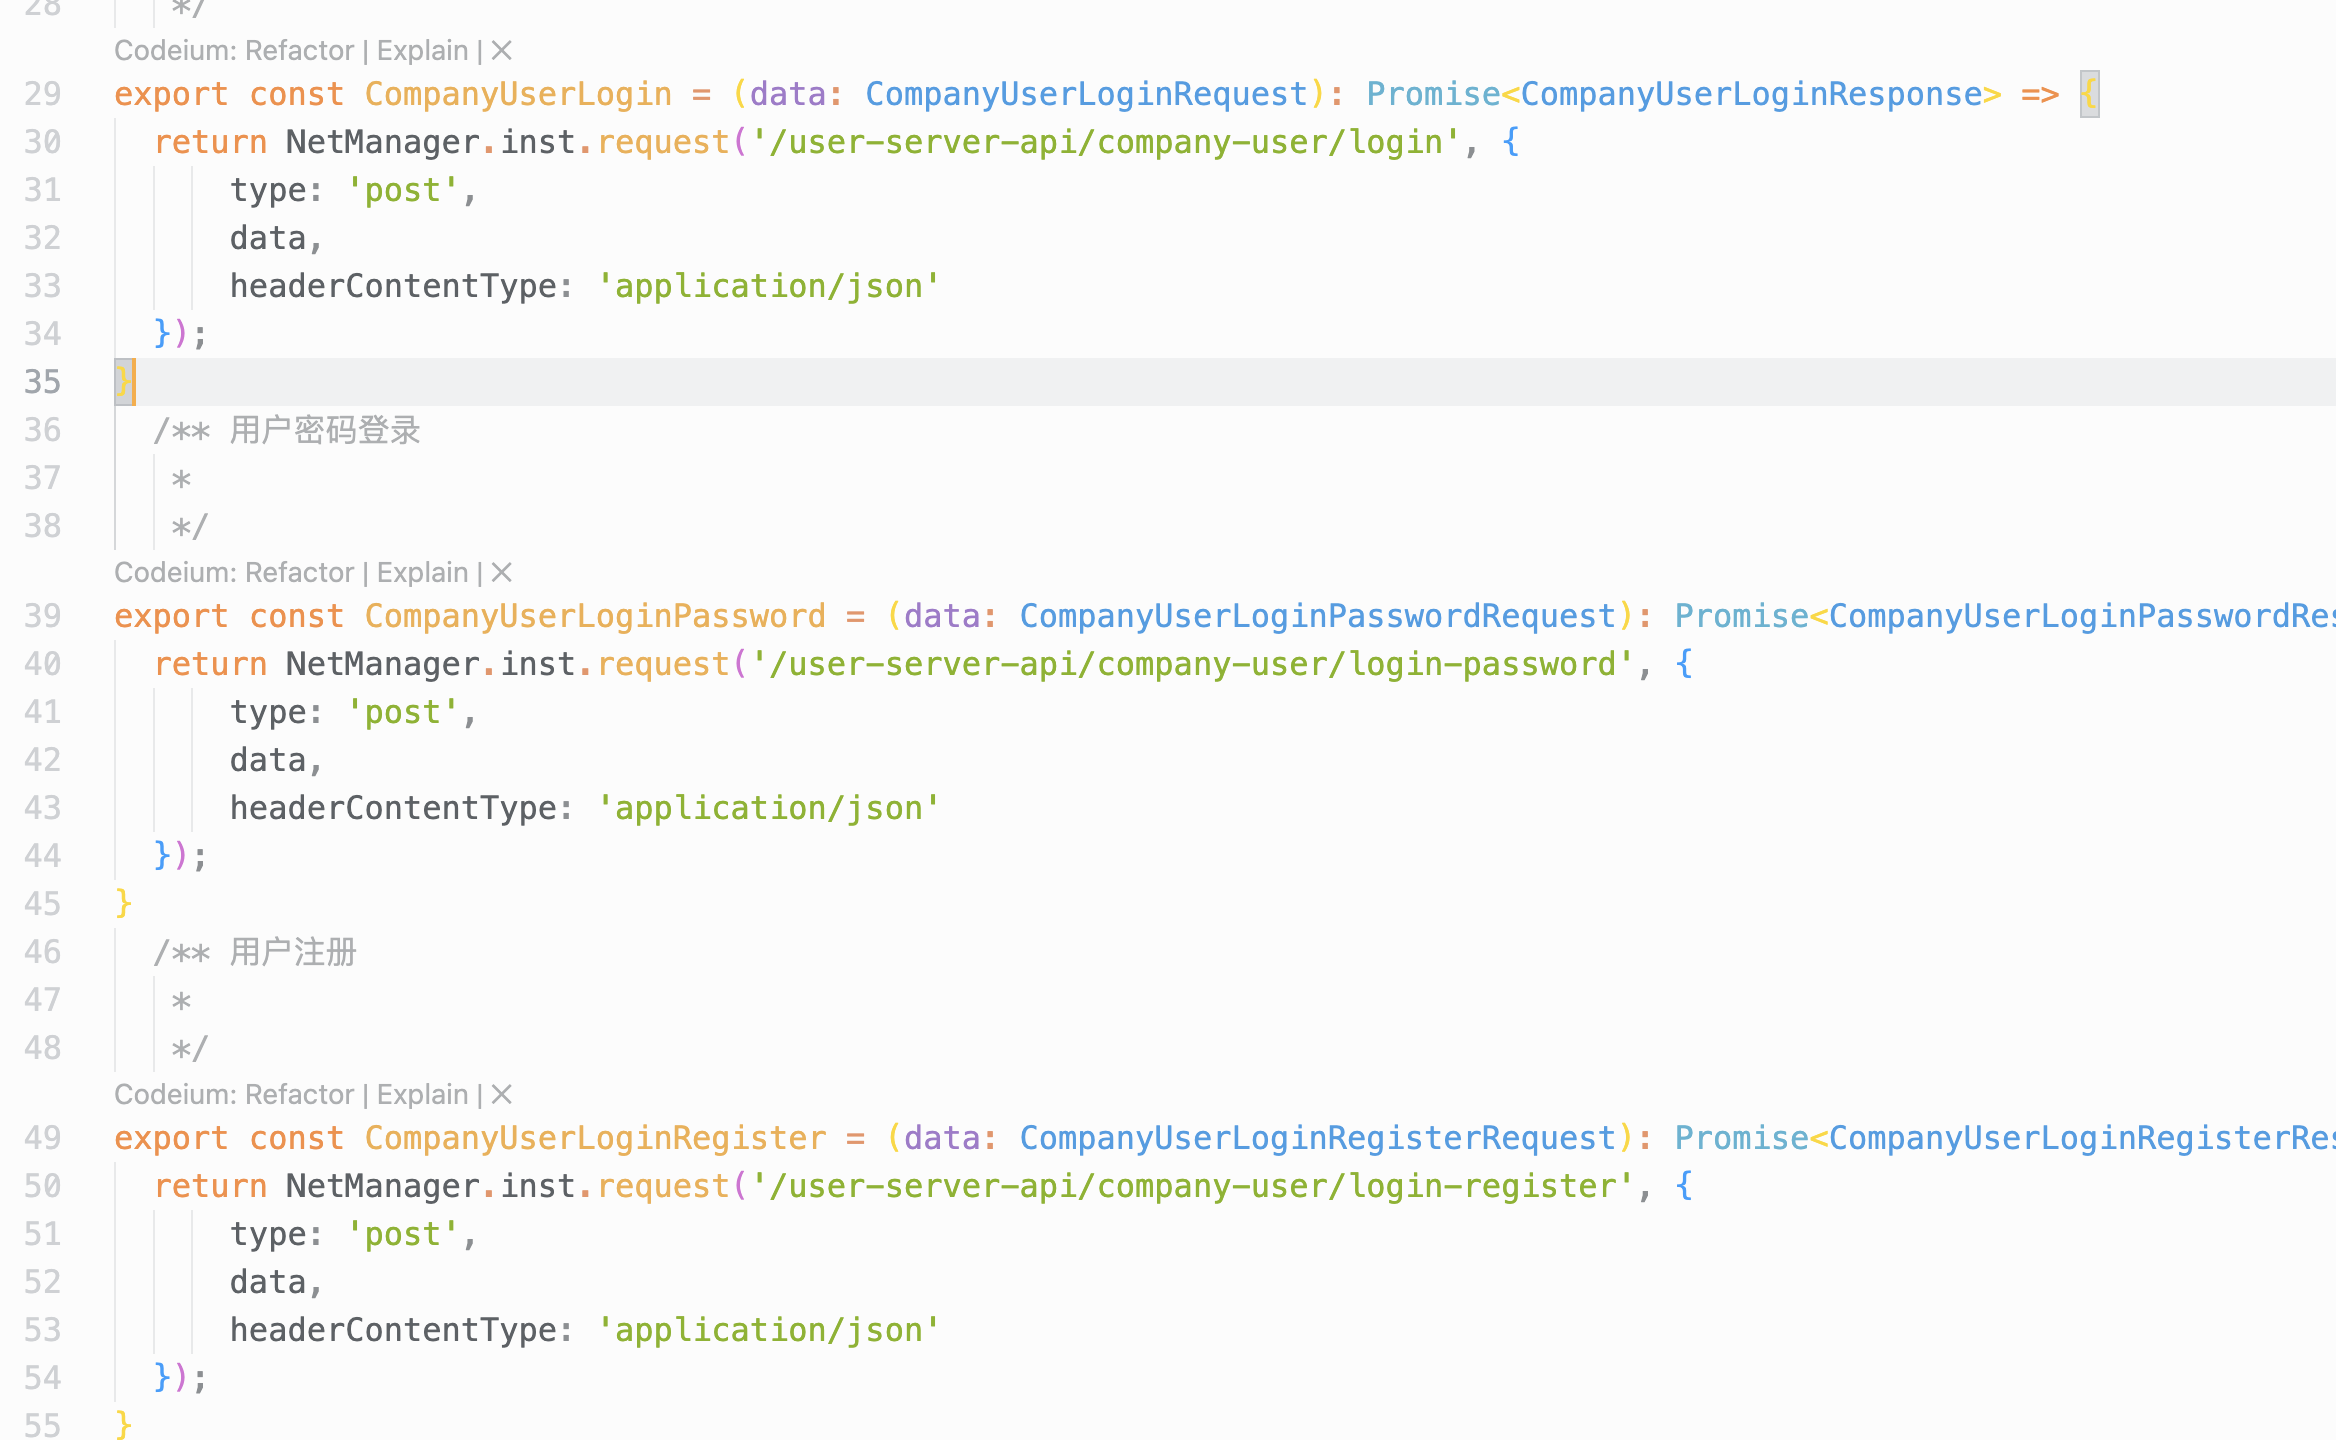 28 */
Codeium: Refactor | Explain | ×
29 export const CompanyUserLogin = (data: CompanyUserLoginRequest): Promise<CompanyUserLoginResponse> => {
30 return NetManager.inst.request('/user-server-api/company-user/login', {
31 type: 'post',
32 data,
33 headerContentType: 'application/json'
34 });
35 }
36 /** 用户密码登录
37 *
38 */
Codeium: Refactor | Explain | ×
39 export const CompanyUserLoginPassword = (data: CompanyUserLoginPasswordRequest): Promise<CompanyUserLoginPasswordRes
40 return NetManager.inst.request('/user-server-api/company-user/login-password', {
41 type: 'post',
42 data,
43 headerContentType: 'application/json'
44 });
45 }
46 /** 用户注册
47 *
48 */
Codeium: Refactor | Explain | ×
49 export const CompanyUserLoginRegister = (data: CompanyUserLoginRegisterRequest): Promise<CompanyUserLoginRegisterRes
50 return NetManager.inst.request('/user-server-api/company-user/login-register', {
51 type: 'post',
52 data,
53 headerContentType: 'application/json'
54 });
55 }